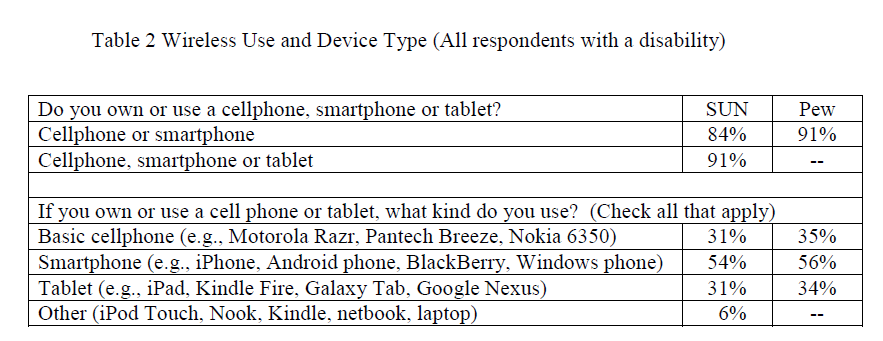 Table 2 Wireless Use and Device Type (All respondents with a disability)
Do you own or use a cellphone, smartphone or tablet? SUN Pew
Cellphone or smartphone 84% 91%
Cellphone, smartphone or tablet 91% --
If you own or use a cell phone or tablet, what kind do you use?  (Check all that apply)
Basic cellphone (e.g., Motorola Razr, Pantech Breeze, Nokia 6350) 31% 35%
Smartphone (e.g., iPhone, Android phone, BlackBerry, Windows phone) 54% 56%
Tablet (e.g., iPad, Kindle Fire, Galaxy Tab, Google Nexus) 31% 34%
Other (iPod Touch, Nook, Kindle, netbook, laptop) 6% --